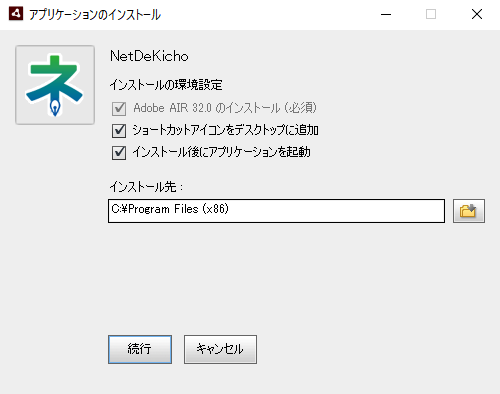 アプリケーションのインストール
ネ
NetDeKicho
インストールの環境設定
Adobe AIR 32.0 のインストール (必須)
ショートカットアイコンをデスクトップに追加
インストール後にアプリケーションを起動
インストール先 :
C:¥Program Files (x86)
続行
キャンセル